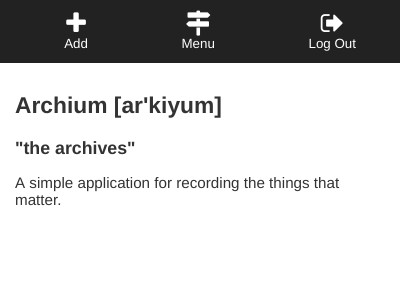 Add Menu Log Out
Archium [ar'kiyum]
"the archives"
A simple application for recording the things that
matter.